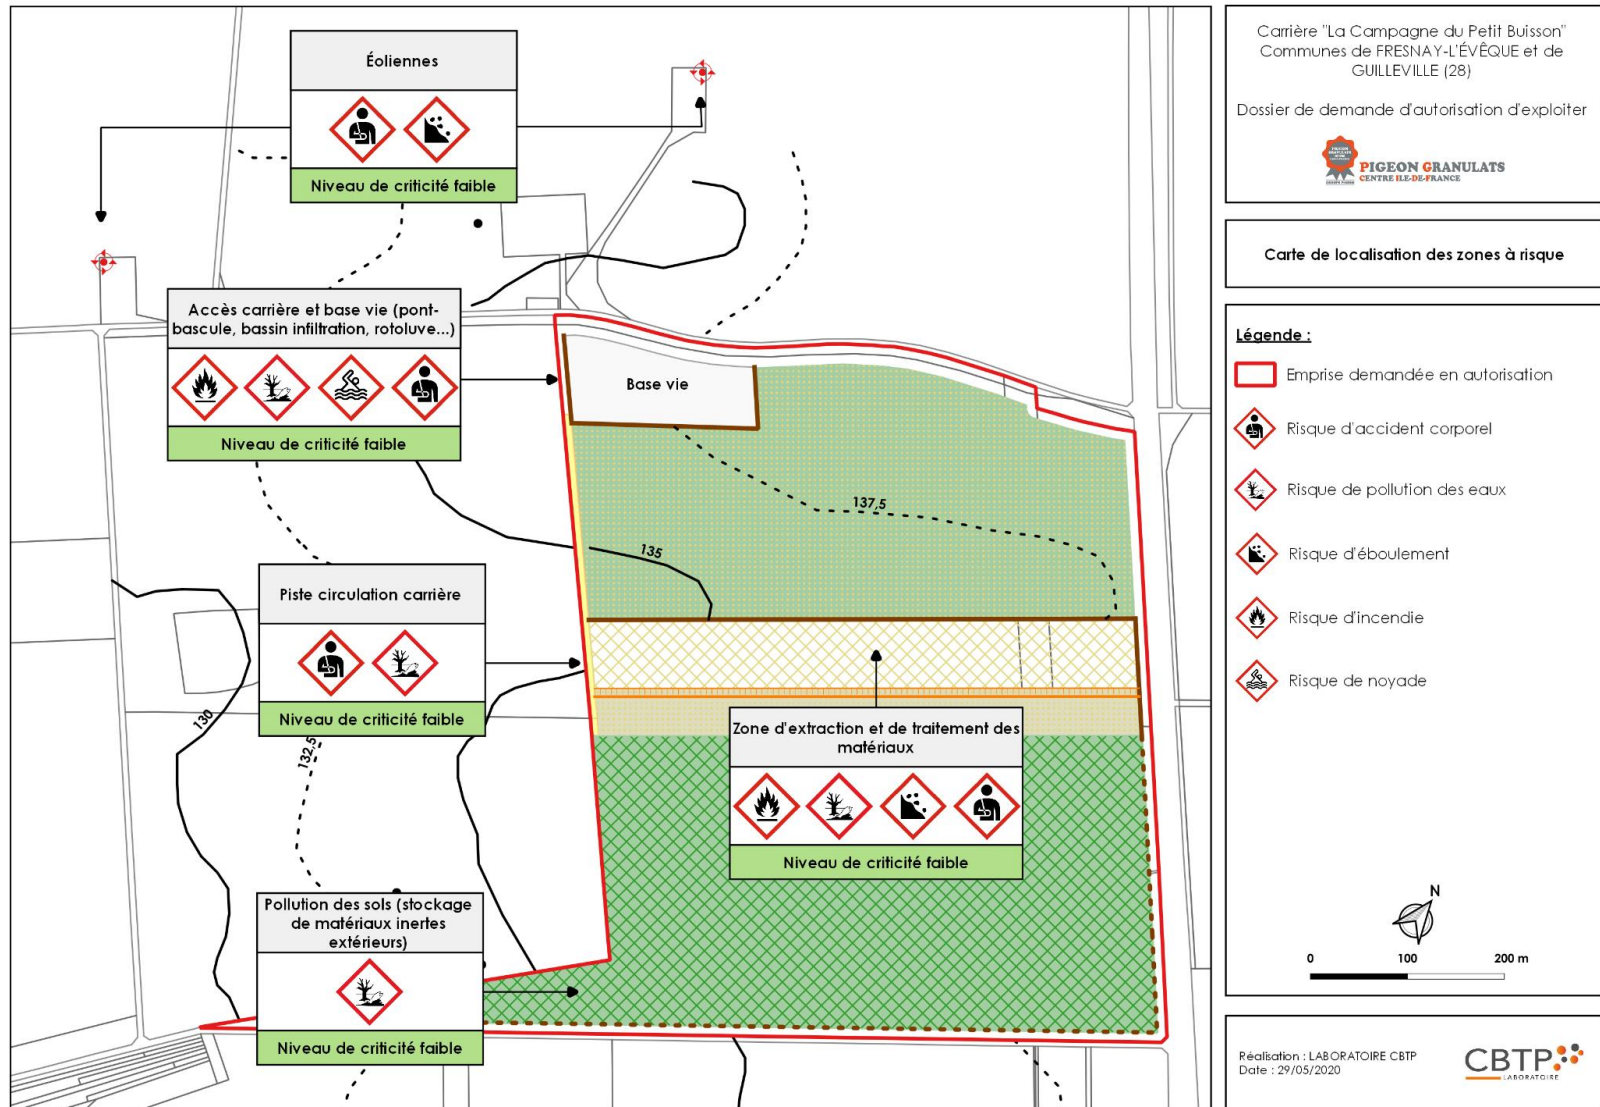 Éoliennes
Niveau de criticité faible
Accès carrière et base vie (pont-
bascule, bassin infiltration, rotoluve...)
Niveau de criticité faible
Base vie
137,5
135
Piste circulation carrière
Niveau de criticité faible
130
132.5
Zone d'extraction et de traitement des
matériaux
Niveau de criticité faible
Pollution des sols (stockage
de matériaux inertes
extérieurs)
Niveau de criticité faible
Carrière "La Campagne du Petit Buisson"
Communes de FRESNAY-L'ÉVÊQUE et de
GUILLEVILLE (28)
Dossier de demande d'autorisation d'exploiter
PIGEON GRANULATS
CENTRE ILE-DE-FRANCE
Carte de localisation des zones à risque
Légende :
Emprise demandée en autorisation
Risque d'accident corporel
Risque de pollution des eaux
Risque d'éboulement
Risque d'incendie
Risque de noyade
N
0 100 200 m
Réalisation : LABORATOIRE CBTP
Date : 29/05/2020
CBTP
LABORATOIRE